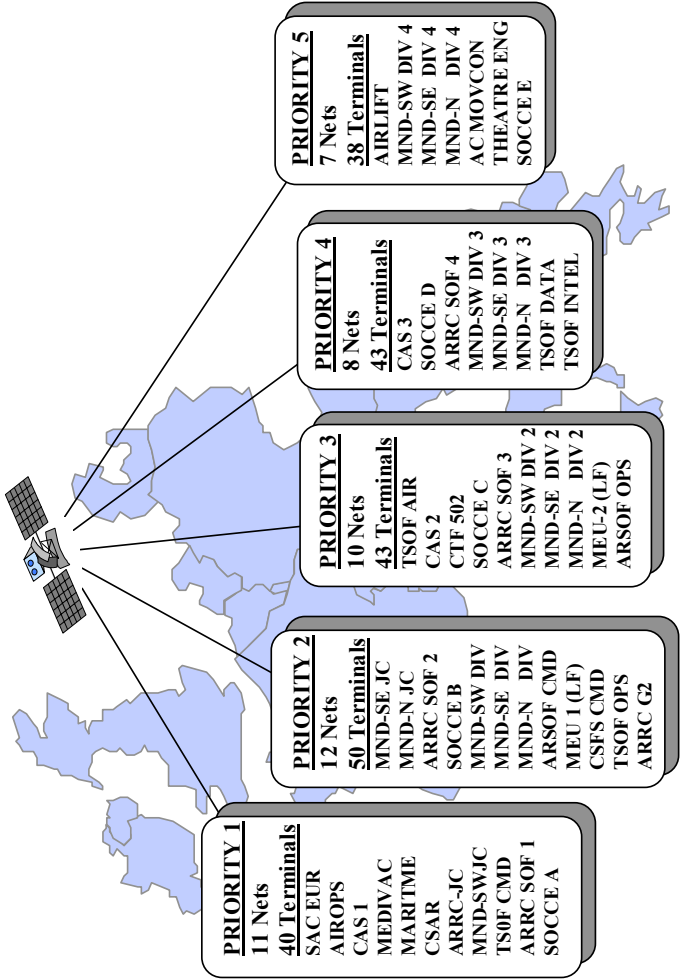 PRIORITY 1
11 Nets
40 Terminals
SAC EUR
AIROPS
CAS 1
MEDIVAC
MARITME
CSAR
ARRC-JC
MND-SWJC
TS0F CMD
ARRC SOF 1
SOCCE A
PRIORITY 2
12 Nets
50 Terminals
MND-SE JC
MND-N JC
ARRC SOF 2
SOCCE B
MND-SW DIV
MND-SE DIV
MND-N DIV
ARSOF CMD
MEU 1 (LF)
CSFS CMD
TSOF OPS
ARRC G2
PRIORITY 3
10 Nets
43 Terminals
TSOF AIR
CAS 2
CTF 502
SOCCE C
ARRC SOF 3
MND-SW DIV 2
MND-SE DIV 2
MND-N DIV 2
MEU-2 (LF)
ARSOF OPS
PRIORITY 4
8 Nets
43 Terminals
CAS 3
SOCCE D
ARRC SOF 4
MND-SW DIV 3
MND-SE DIV 3
MND-N DIV 3
TSOF DATA
TSOF INTEL
PRIORITY 5
7 Nets
38 Terminals
AIRLIFT
MND-SW DIV 4
MND-SE DIV 4
MND-N DIV 4
AC MOVCON
THEATRE ENG
SOCCE E